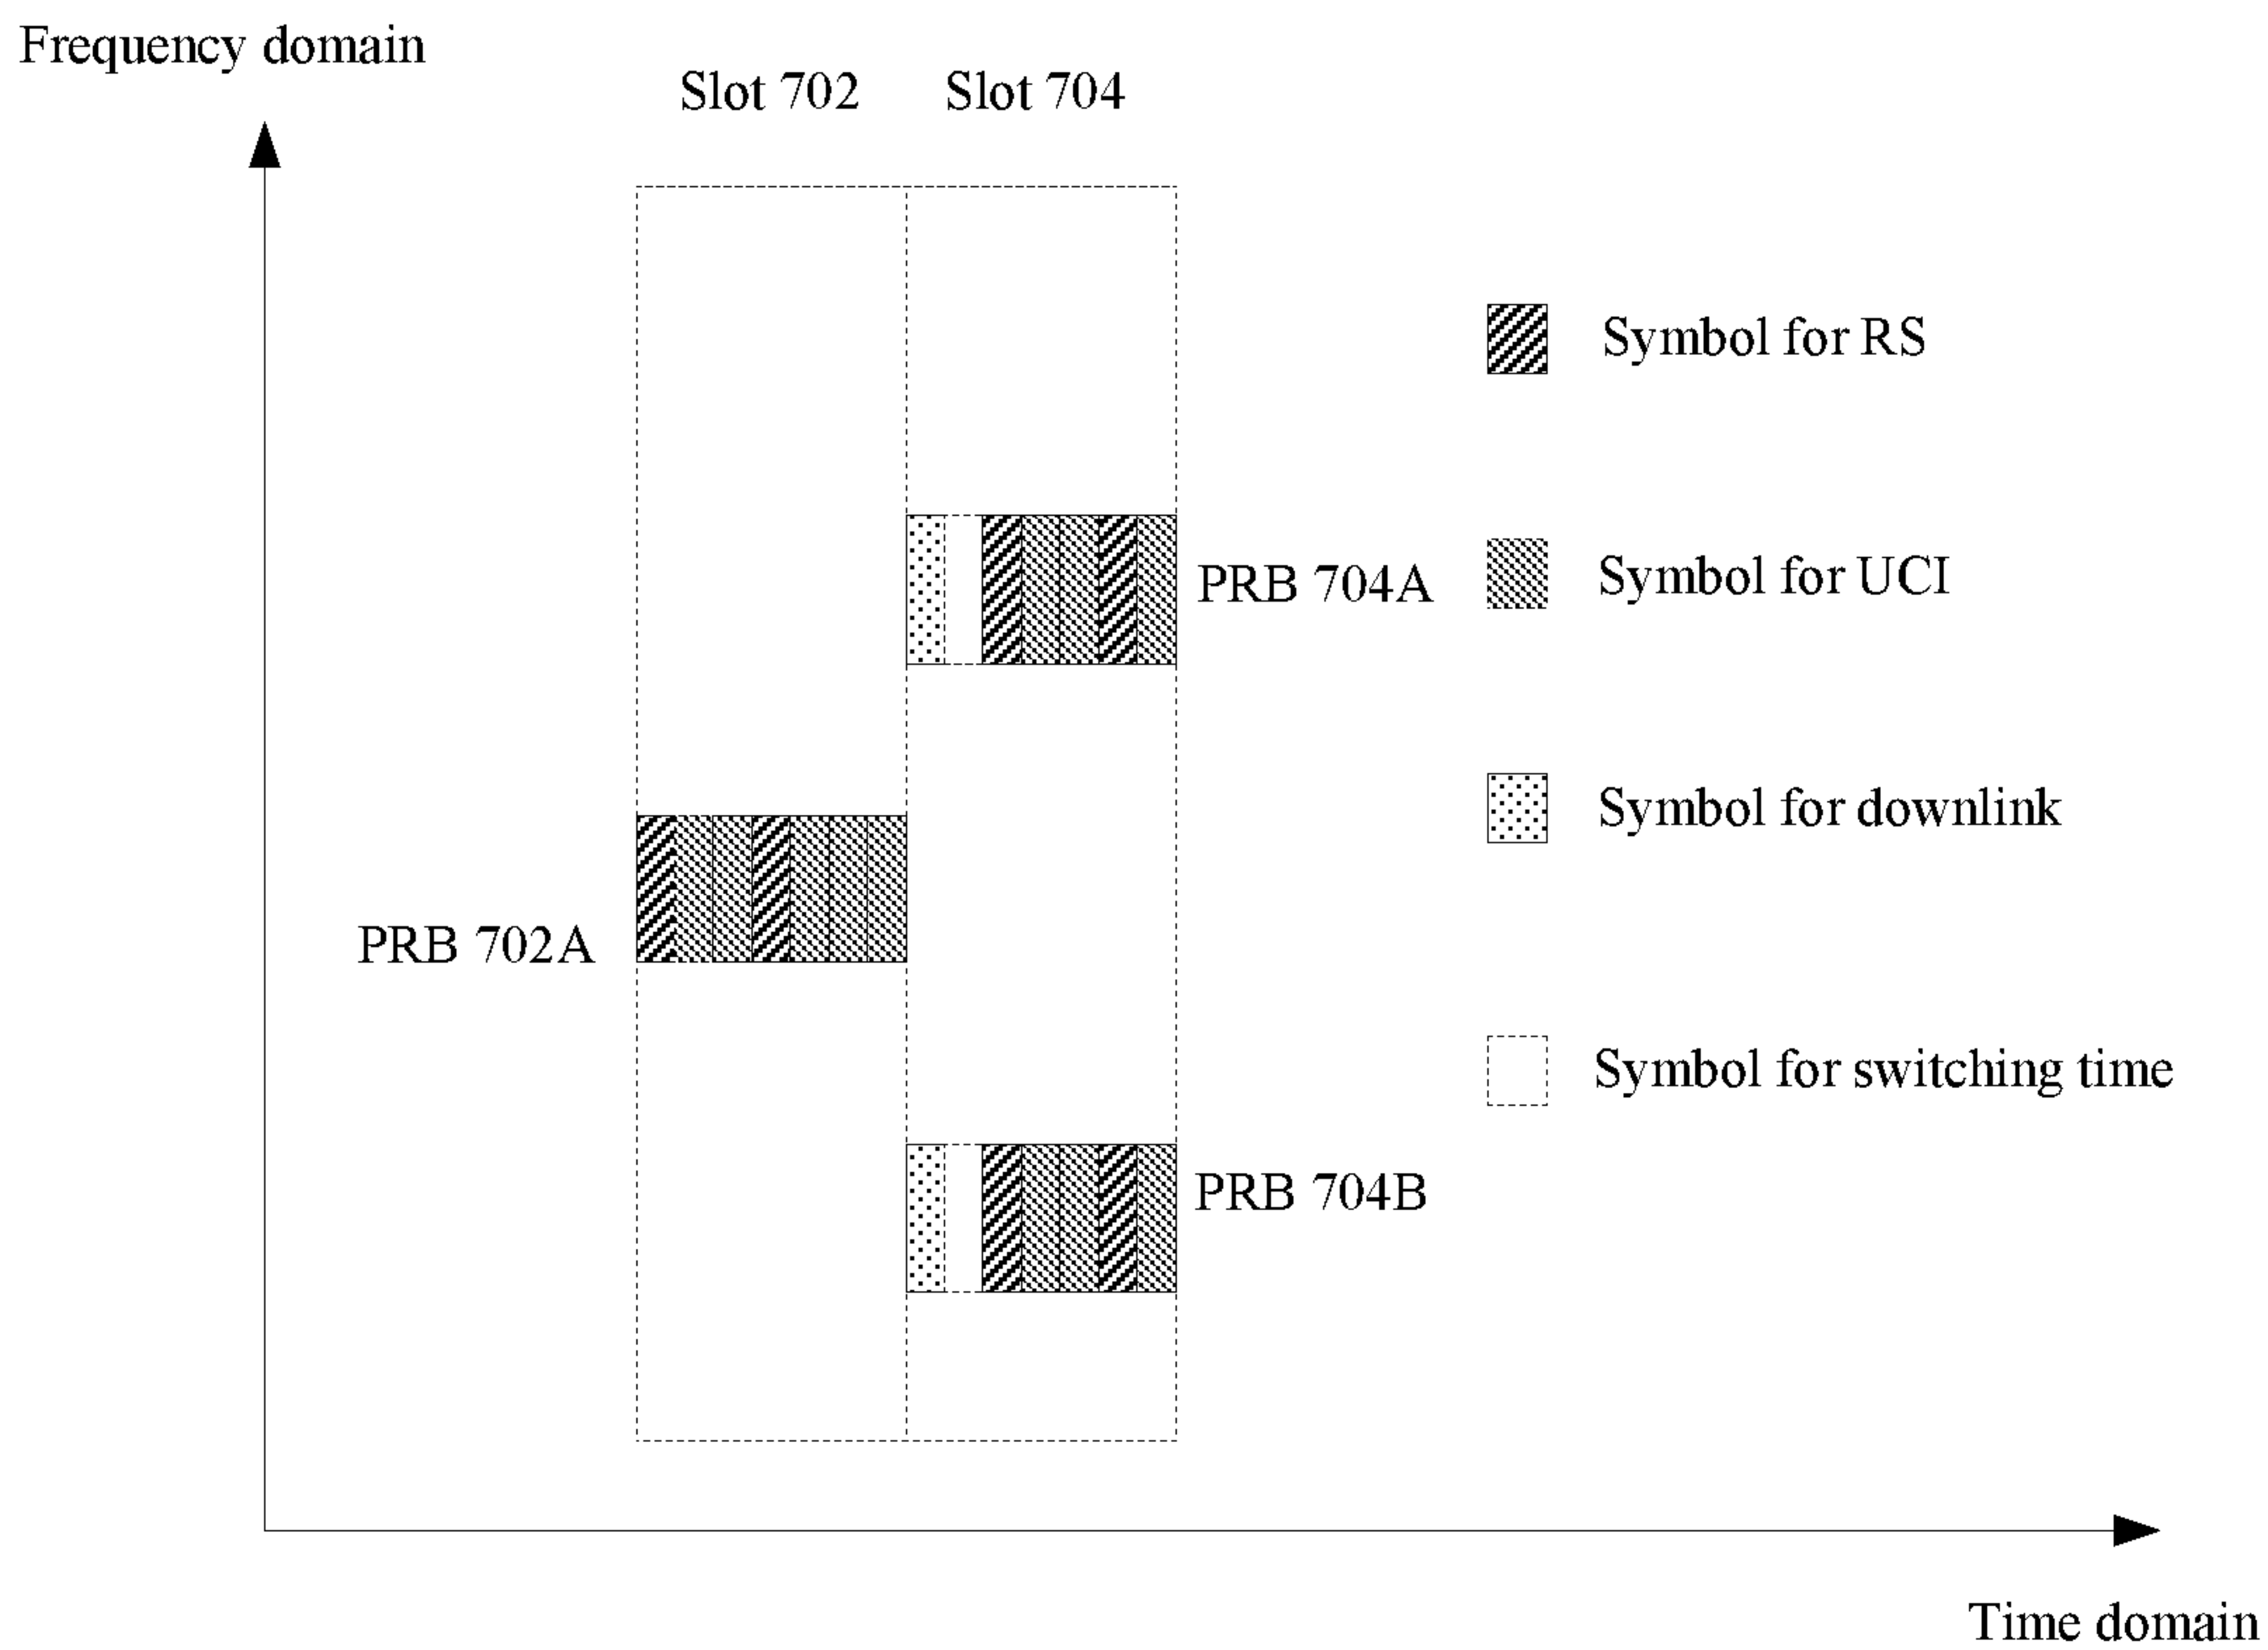 Frequency domain
Slot 702
Slot 704
Symbol for RS
PRB 704A
Symbol for UCI
Symbol for downlink
PRB 702A
Symbol for switching time
PRB 704B
Time domain